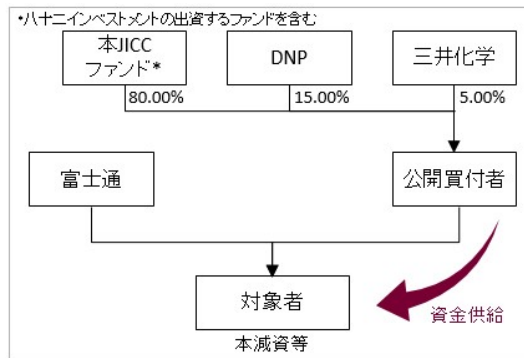 *八十二インベストメントの出資するファンドを含む
本JICC
ファンド*
DNP
三井化学
80.00%
15.00%
5.00%
富士通
公開買付者
対象者
資金供給
本減資等